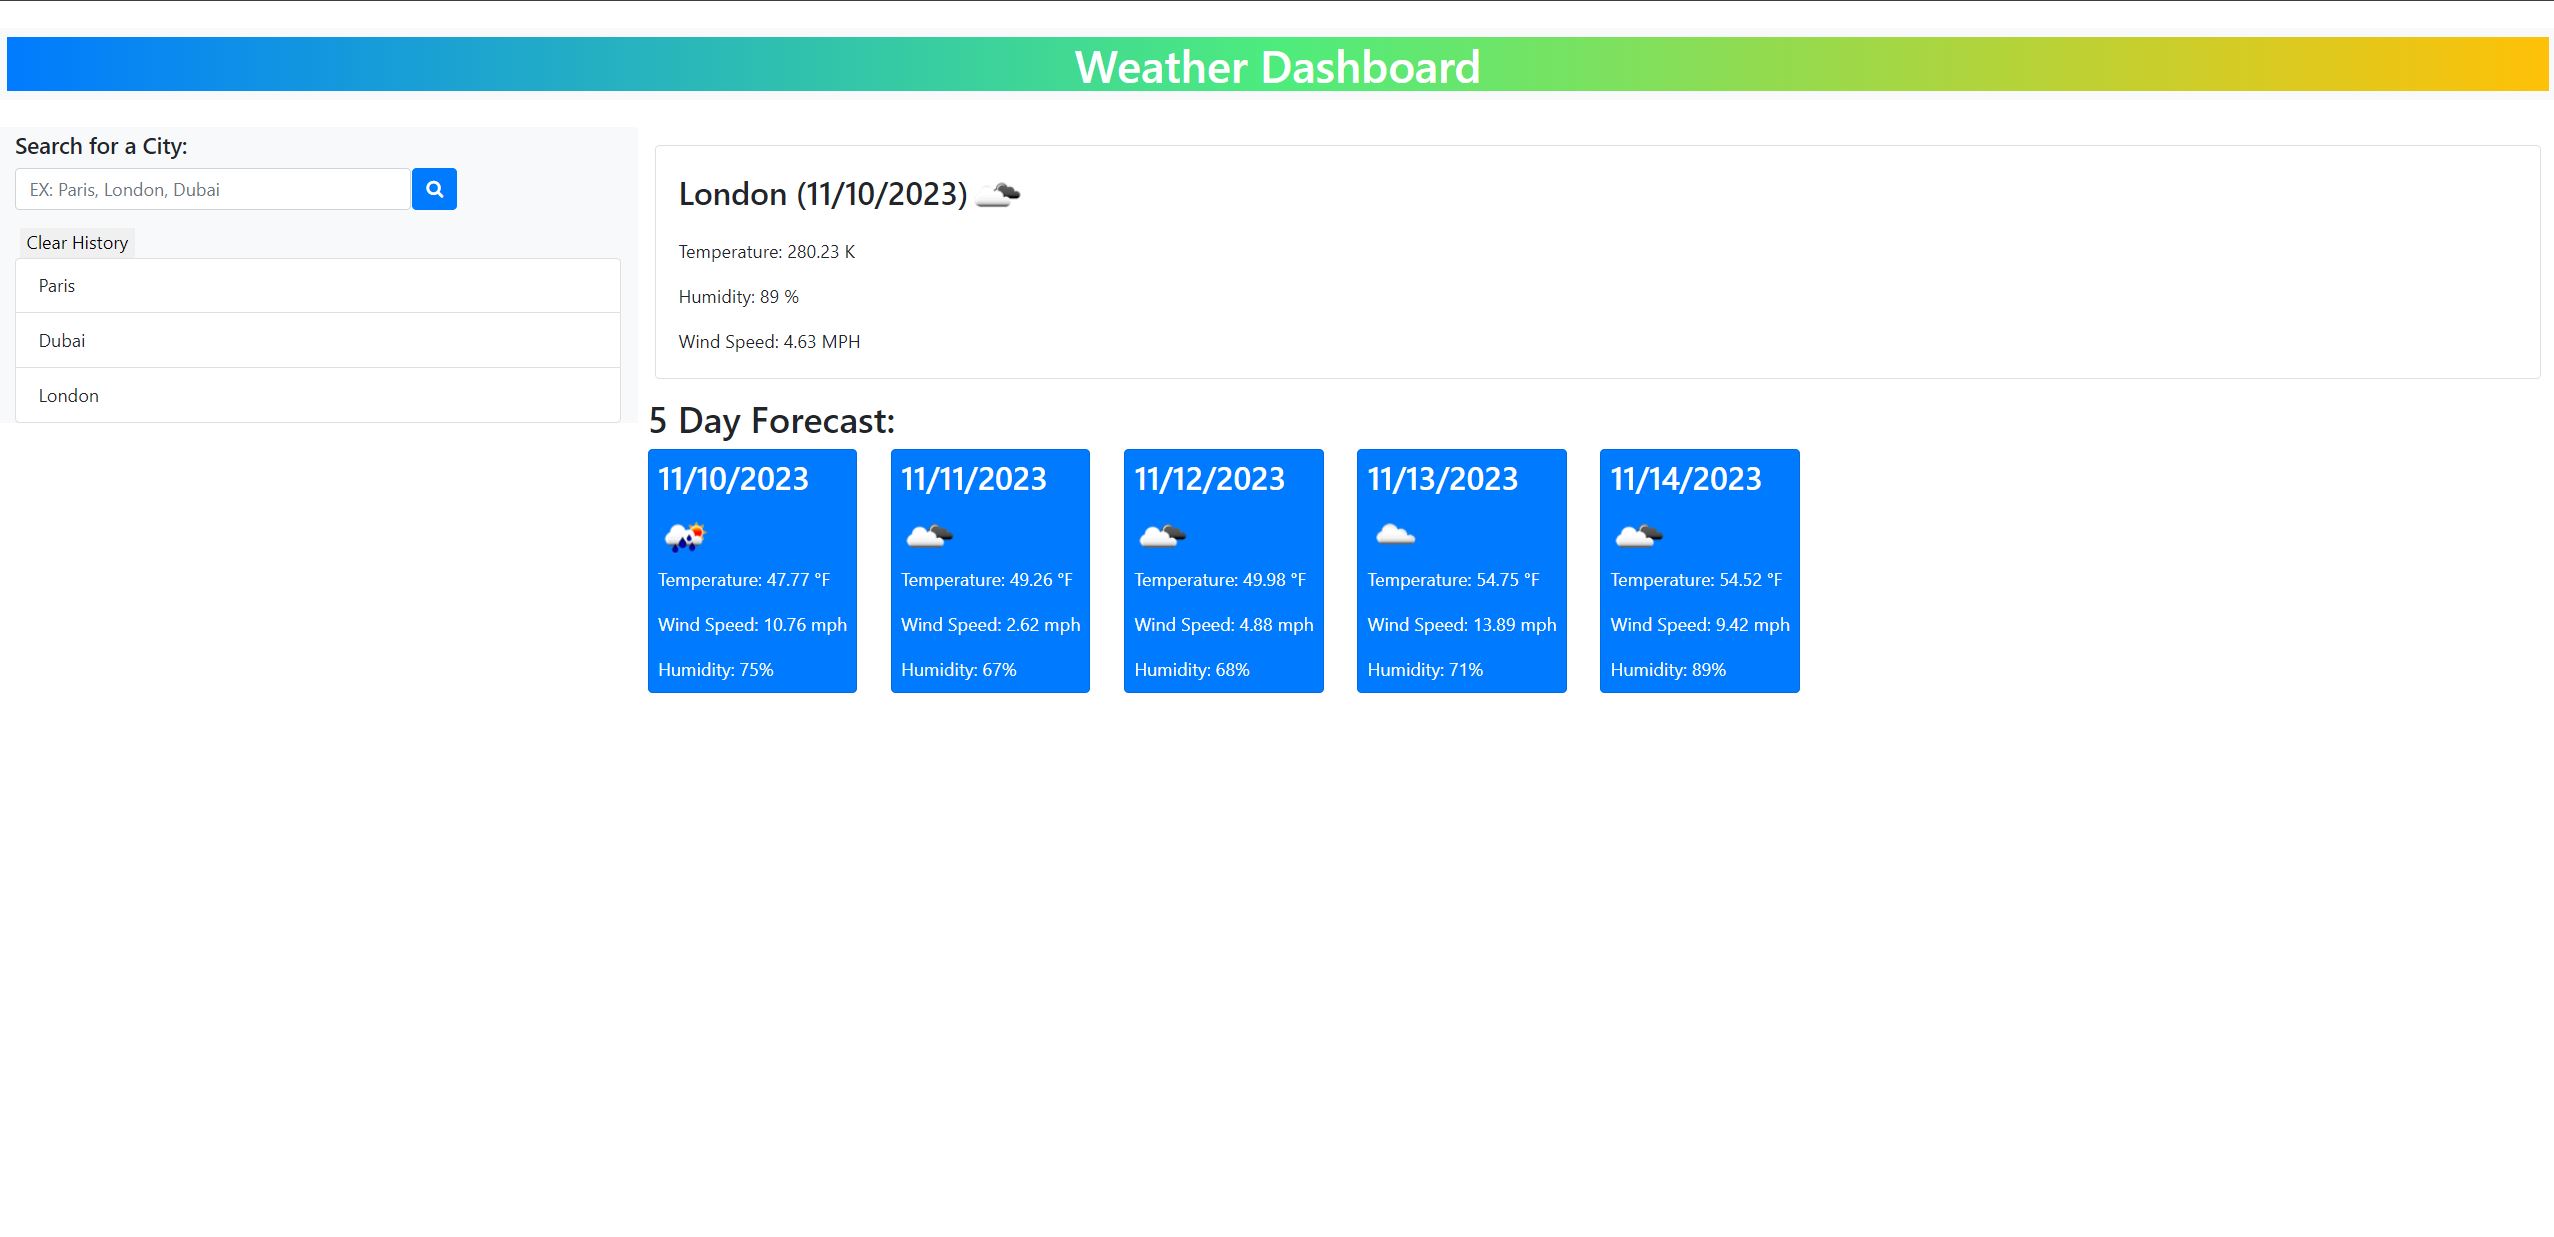 Weather Dashboard
Search for a City:
EX: Paris, London, Dubai
Clear History
Paris
Dubai
London
London (11/10/2023)
Temperature: 280.23 K
Humidity: 89 %
Wind Speed: 4.63 MPH
5 Day Forecast:
11/10/2023
Temperature: 47.77 °F
Wind Speed: 10.76 mph
Humidity: 75%
11/11/2023
Temperature: 49.26 °F
Wind Speed: 2.62 mph
Humidity: 67%
11/12/2023
Temperature: 49.98 °F
Wind Speed: 4.88 mph
Humidity: 68%
11/13/2023
Temperature: 54.75 °F
Wind Speed: 13.89 mph
Humidity: 71%
11/14/2023
Temperature: 54.52 °F
Wind Speed: 9.42 mph
Humidity: 89%